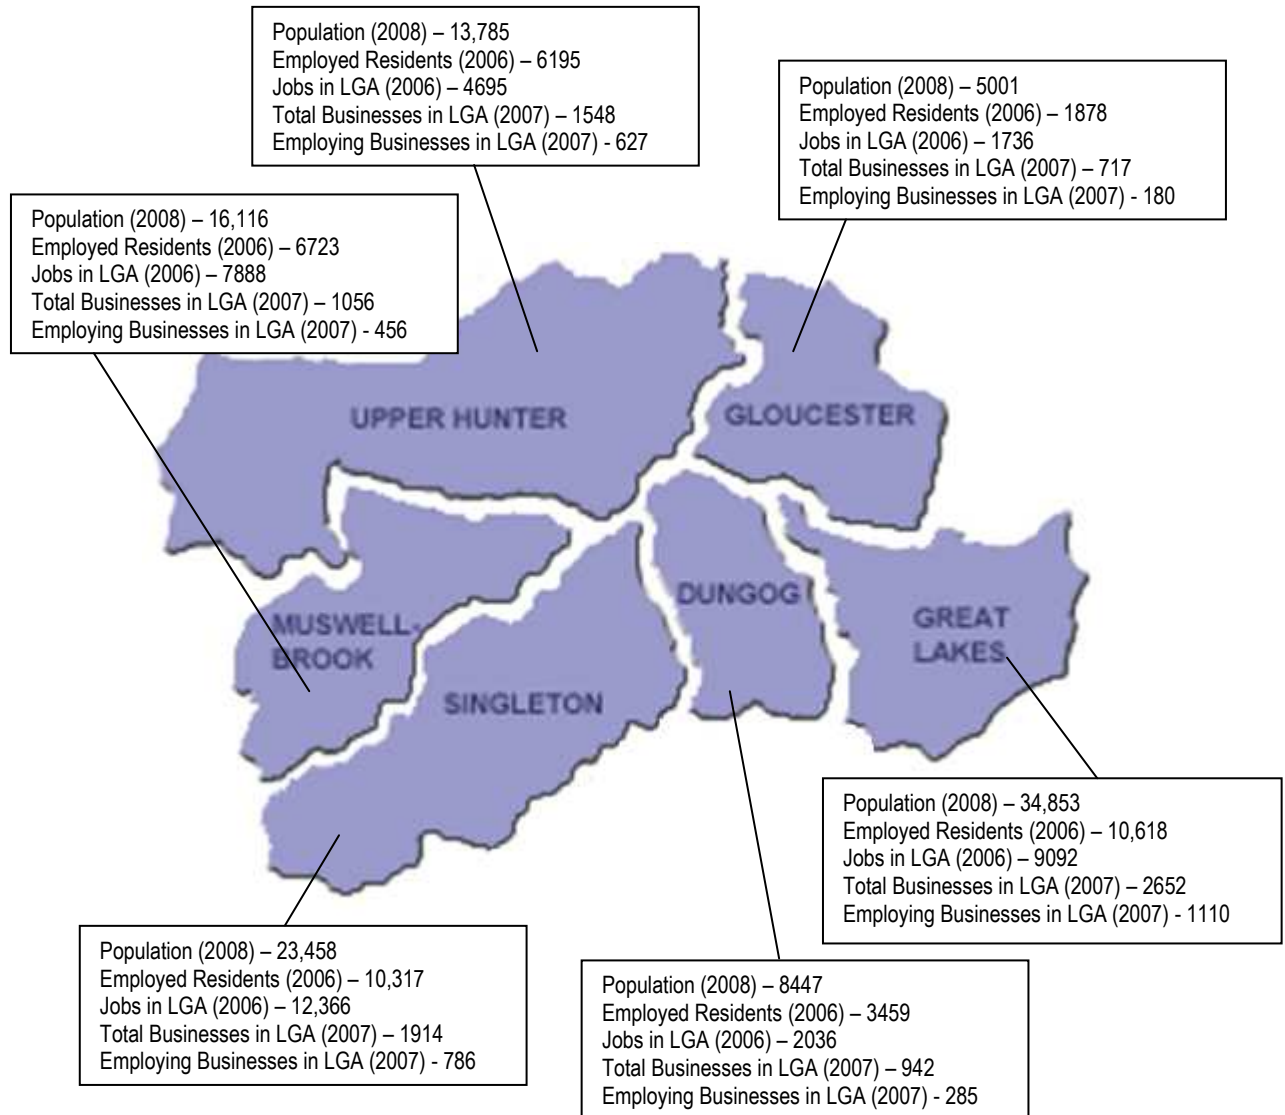 Population (2008) – 13,785
Employed Residents (2006) – 6195
Jobs in LGA (2006) – 4695
Total Businesses in LGA (2007) – 1548
Employing Businesses in LGA (2007) - 627
Population (2008) – 5001
Employed Residents (2006) – 1878
Jobs in LGA (2006) – 1736
Total Businesses in LGA (2007) – 717
Employing Businesses in LGA (2007) - 180
Population (2008) – 16,116
Employed Residents (2006) – 6723
Jobs in LGA (2006) – 7888
Total Businesses in LGA (2007) – 1056
Employing Businesses in LGA (2007) - 456
UPPER HUNTER
GLOUCESTER
MUSWELL-
BROOK
SINGLETON
DUNGOG
GREAT
LAKES
Population (2008) – 34,853
Employed Residents (2006) – 10,618
Jobs in LGA (2006) – 9092
Total Businesses in LGA (2007) – 2652
Employing Businesses in LGA (2007) - 1110
Population (2008) – 23,458
Employed Residents (2006) – 10,317
Jobs in LGA (2006) – 12,366
Total Businesses in LGA (2007) – 1914
Employing Businesses in LGA (2007) - 786
Population (2008) – 8447
Employed Residents (2006) – 3459
Jobs in LGA (2006) – 2036
Total Businesses in LGA (2007) – 942
Employing Businesses in LGA (2007) - 285